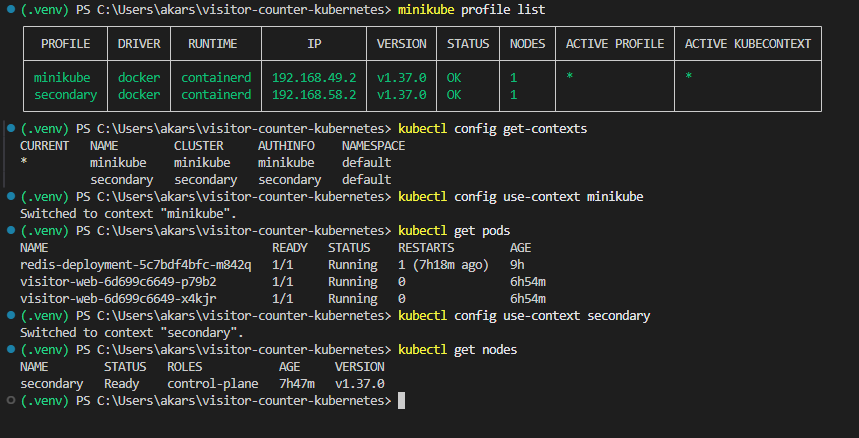 (.venv) PS C:\Users\akars\visitor-counter-kubernetes> minikube profile list
PROFILE DRIVER RUNTIME IP VERSION STATUS NODES ACTIVE PROFILE ACTIVE KUBECONTEXT
minikube docker containerd 192.168.49.2 v1.37.0 OK 1 * *
secondary docker containerd 192.168.58.2 v1.37.0 OK 1
(.venv) PS C:\Users\akars\visitor-counter-kubernetes> kubectl config get-contexts
CURRENT NAME CLUSTER AUTHINFO NAMESPACE
* minikube minikube minikube default
secondary secondary secondary default
(.venv) PS C:\Users\akars\visitor-counter-kubernetes> kubectl config use-context minikube
Switched to context "minikube".
(.venv) PS C:\Users\akars\visitor-counter-kubernetes> kubectl get pods
NAME READY STATUS RESTARTS AGE
redis-deployment-5c7bdf4bfc-m842q 1/1 Running 1 (7h18m ago) 9h
visitor-web-6d699c6649-p79b2 1/1 Running 0 6h54m
visitor-web-6d699c6649-x4kjr 1/1 Running 0 6h54m
(.venv) PS C:\Users\akars\visitor-counter-kubernetes> kubectl config use-context secondary
Switched to context "secondary".
(.venv) PS C:\Users\akars\visitor-counter-kubernetes> kubectl get nodes
NAME STATUS ROLES AGE VERSION
secondary Ready control-plane 7h47m v1.37.0
(.venv) PS C:\Users\akars\visitor-counter-kubernetes>